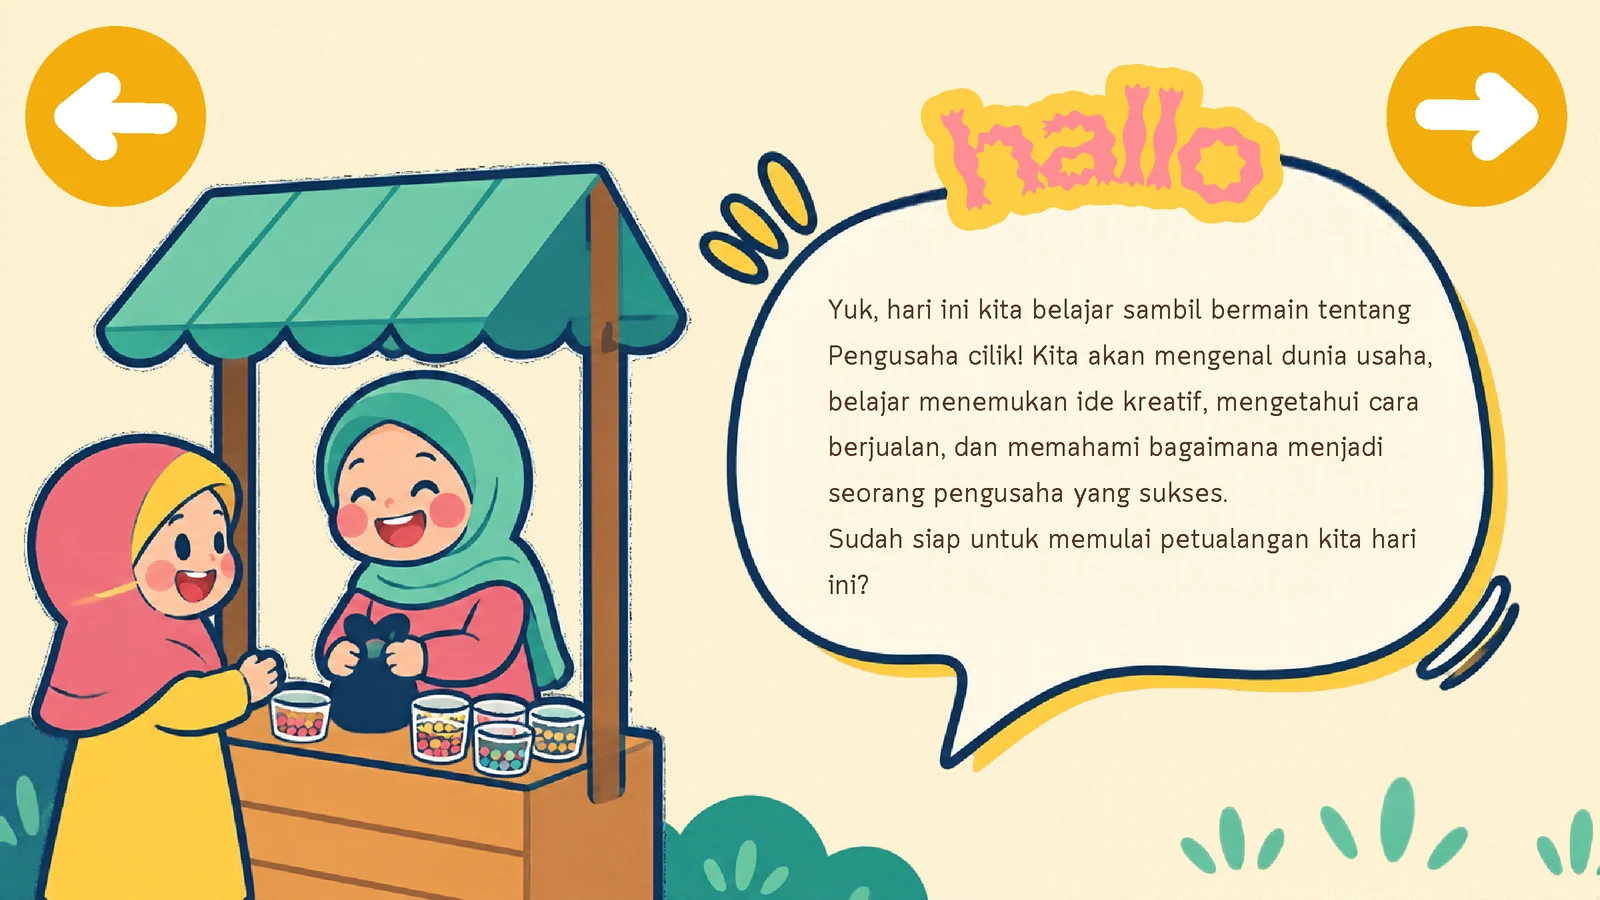 hallo
Yuk, hari ini kita belajar sambil bermain tentang
Pengusaha cilik! Kita akan mengenal dunia usaha,
belajar menemukan ide kreatif, mengetahui cara
berjualan, dan memahami bagaimana menjadi
seorang pengusaha yang sukses.
Sudah siap untuk memulai petualangan kita hari
ini?